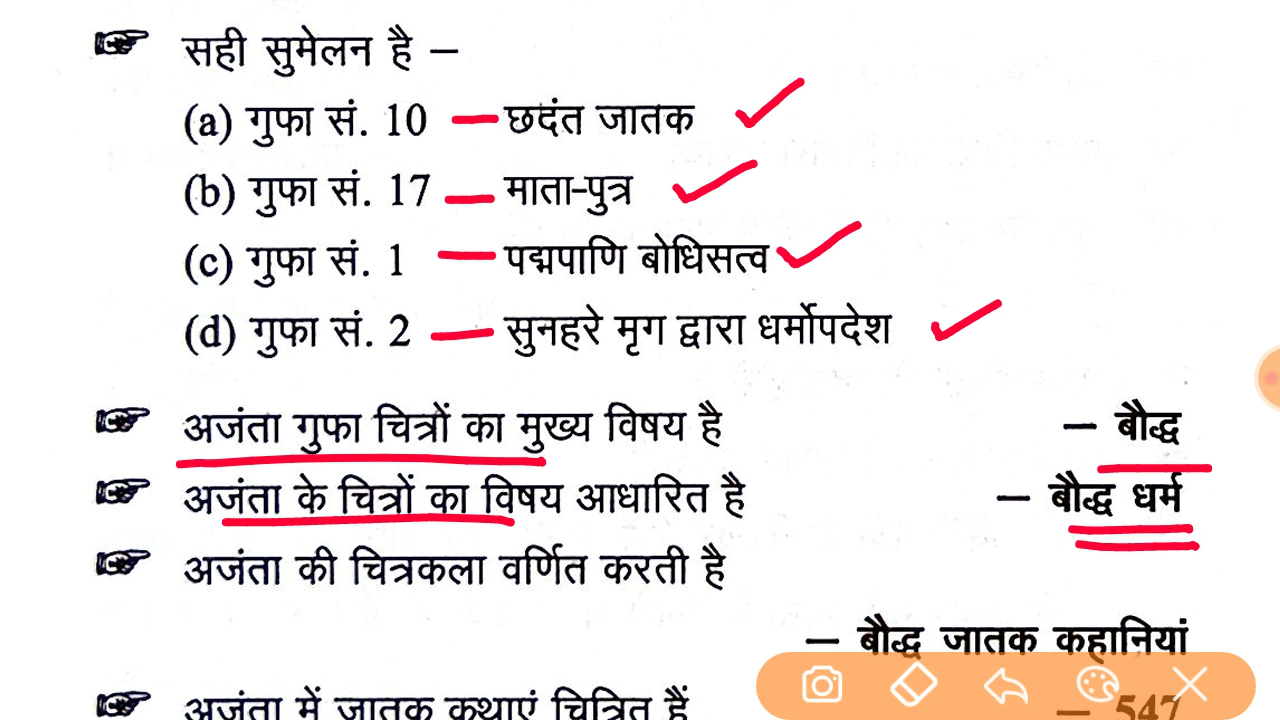 सही सुमेलन है –
(a) गुफा सं. 10 – छदंत जातक
(b) गुफा सं. 17 – माता-पुत्र
(c) गुफा सं. 1 – पद्मपाणि बोधिसत्व
(d) गुफा सं. 2 – सुनहरे मृग द्वारा धर्मोपदेश
अजंता गुफा चित्रों का मुख्य विषय है – बौद्ध
अजंता के चित्रों का विषय आधारित है – बौद्ध धर्म
अजंता की चित्रकला वर्णित करती है
– बौद्ध जातक कहानियां
अजंता में जातक कथाएं चित्रित हैं – 547